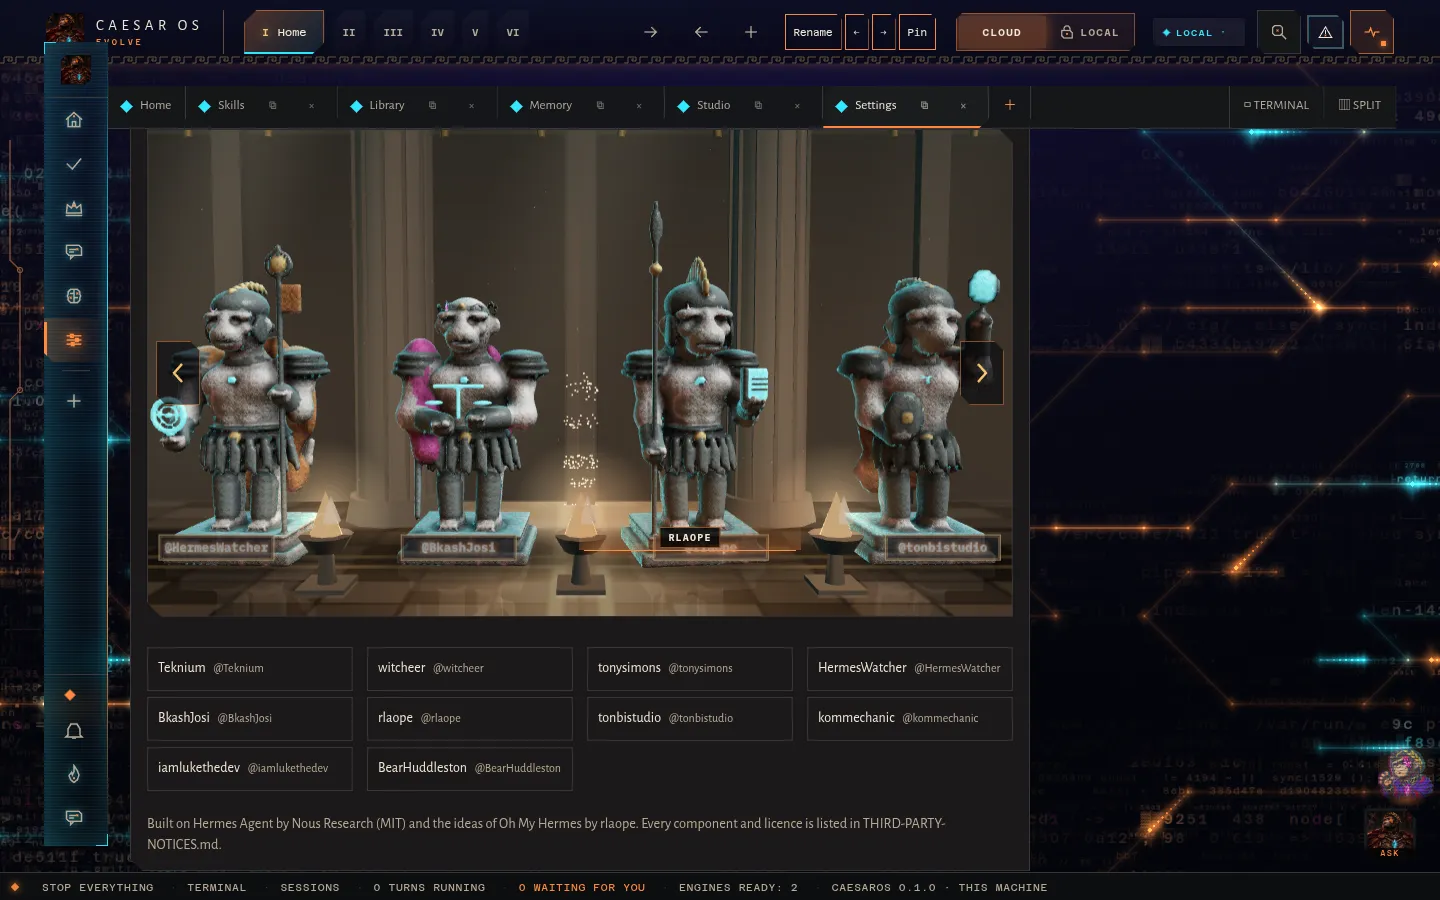 CAESAR OS
EVOLVE
I Home II III IV V VI
Rename ← → Pin
CLOUD LOCAL
LOCAL
Home Skills Library Memory Studio Settings
TERMINAL SPLIT
@HermesWatcher @BkashJosi RLAOPE @tonbistudio
Teknium @Teknium witcheer @witcheer tonysimons @tonysimons HermesWatcher @HermesWatcher
BkashJosi @BkashJosi rlaope @rlaope tonbistudio @tonbistudio kommechanic @kommechanic
iamlukethedev @iamlukethedev BearHuddleston @BearHuddleston
Built on Hermes Agent by Nous Research (MIT) and the ideas of Oh My Hermes by rlaope. Every component and licence is listed in THIRD-PARTY-
NOTICES.md.
ASK
STOP EVERYTHING TERMINAL SESSIONS 0 TURNS RUNNING 0 WAITING FOR YOU ENGINES READY: 2 CAESAROS 0.1.0 · THIS MACHINE